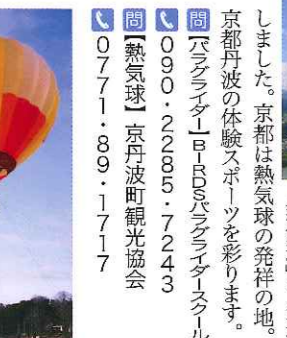 しました。京都は熱気球の発祥の地。
京都丹波の体験スポーツを彩ります。
問【パラグライダー】BIRDSパラグライダースクール
090・2285・7243
問【熱気球】京丹波町観光協会
0771・89・1717